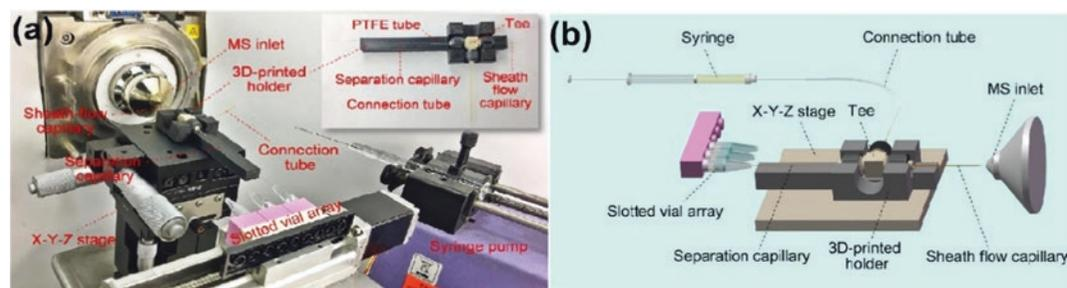 (a)
PTFE tube
Tee
MS inlet
3D-printed
holder
Separation capillary
Connection tube
Sheath
flow
capillary
Sheath flow
capillary
Connection
tube
Separation
capillary
X-Y-Z stage
Slotted vial array
Syringe pump
(b)
Syringe
Connection tube
MS inlet
X-Y-Z stage
Tee
Slotted vial array
Separation capillary
3D-printed
holder
Sheath flow capillary